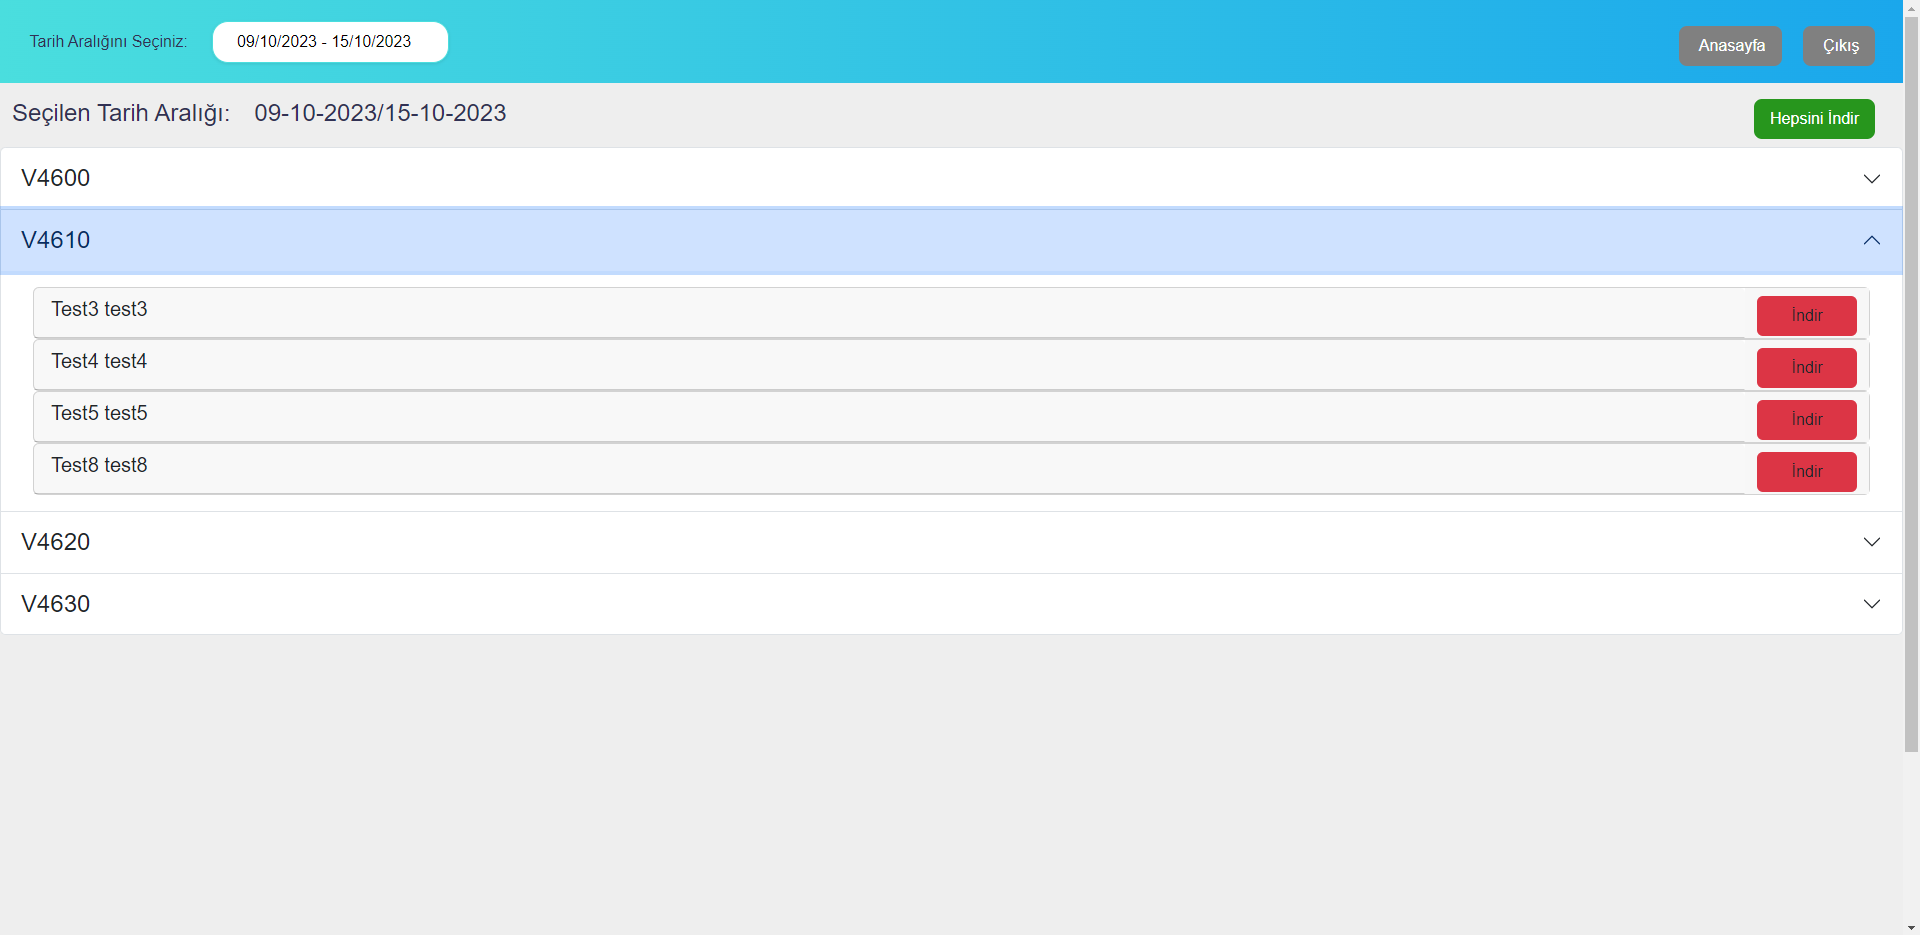 Tarih Aralığını Seçiniz: 09/10/2023 - 15/10/2023 Anasayfa Çıkış
Seçilen Tarih Aralığı: 09-10-2023/15-10-2023 Hepsini İndir
V4600
V4610
Test3 test3 İndir
Test4 test4 İndir
Test5 test5 İndir
Test8 test8 İndir
V4620
V4630